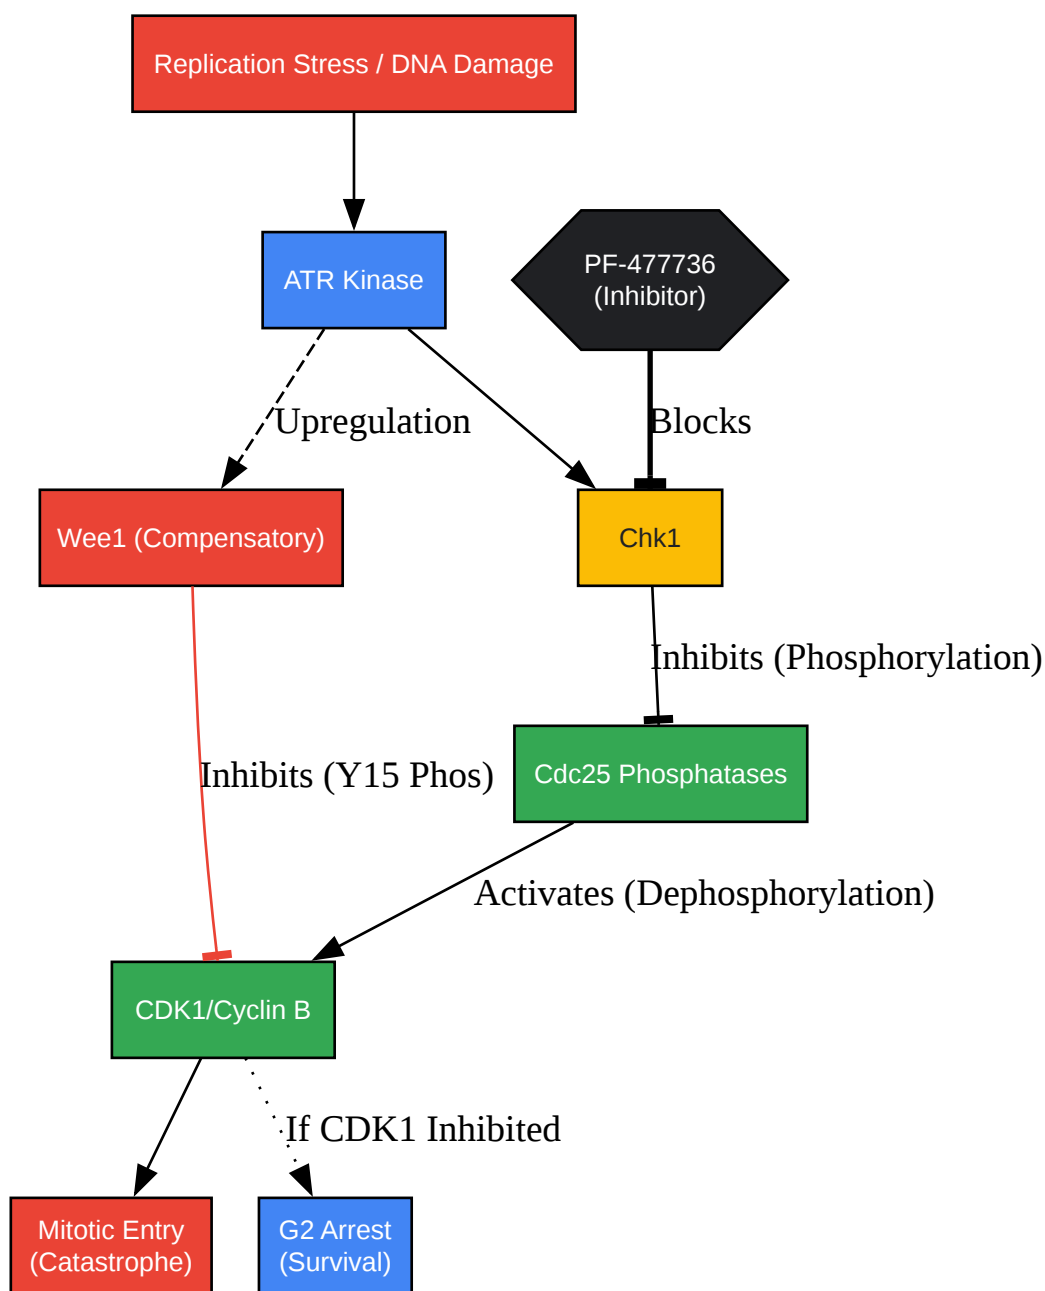 Replication Stress / DNA Damage
ATR Kinase
PF-477736
(Inhibitor)
Upregulation
Blocks
Wee1 (Compensatory)
Chk1
Inhibits (Phosphorylation)
Inhibits (Y15 Phos)
Cdc25 Phosphatases
Activates (Dephosphorylation)
CDK1/Cyclin B
If CDK1 Inhibited
Mitotic Entry
(Catastrophe)
G2 Arrest
(Survival)